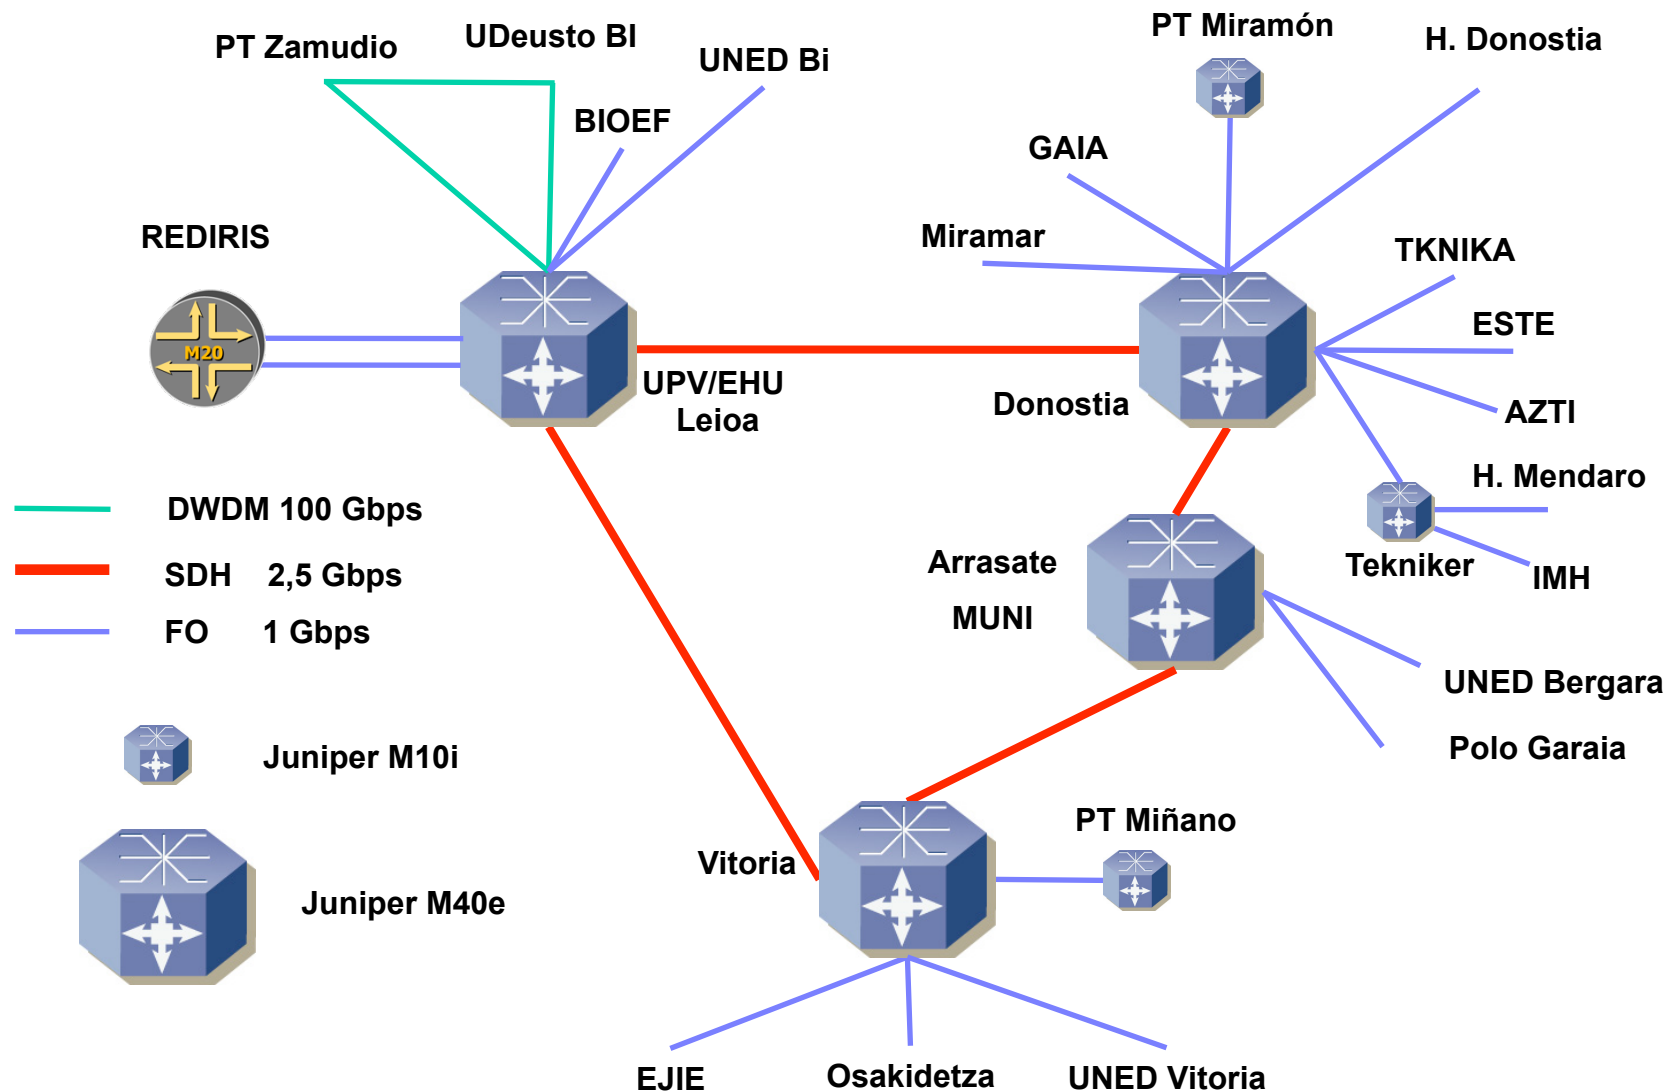 PT Zamudio
UDeusto BI
UNED Bi
BIOEF
PT Miramón
H. Donostia
GAIA
Miramar
REDIRIS
M20
TKNIKA
ESTE
AZTI
UPV/EHU
Leioa
Donostia
H. Mendaro
Tekniker
IMH
DWDM 100 Gbps
SDH 2,5 Gbps
FO 1 Gbps
Arrasate
MUNI
UNED Bergara
Polo Garaia
Juniper M10i
Juniper M40e
Vitoria
PT Miñano
EJIE
Osakidetza
UNED Vitoria